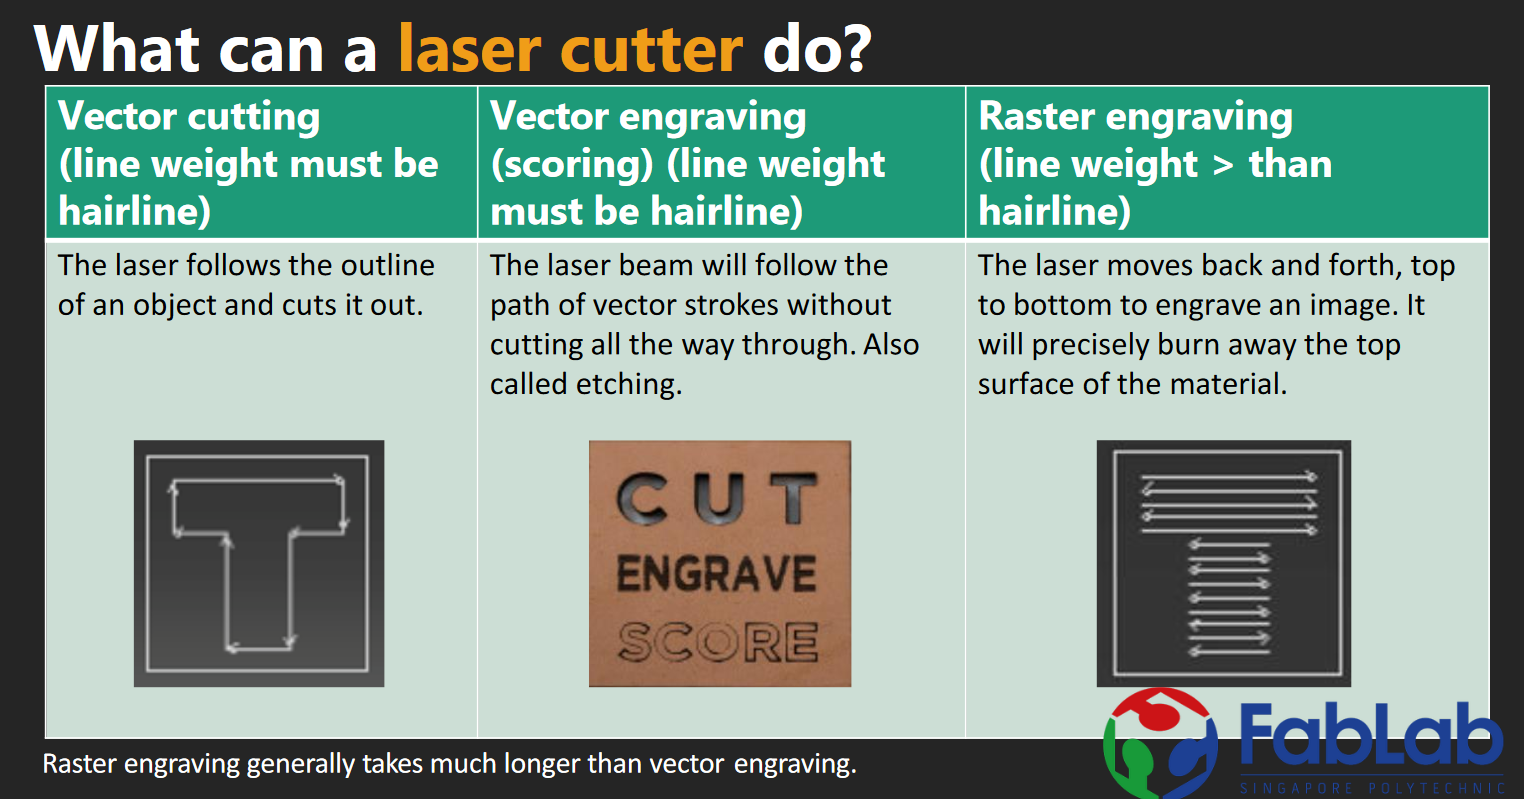 What can a laser cutter do?
Vector cutting
(line weight must be
hairline)
Vector engraving
(scoring) (line weight
must be hairline)
Raster engraving
(line weight > than
hairline)
The laser follows the outline
of an object and cuts it out.
The laser beam will follow the
path of vector strokes without
cutting all the way through. Also
called etching.
The laser moves back and forth, top
to bottom to engrave an image. It
will precisely burn away the top
surface of the material.
CUT
ENGRAVE
SCORE
Raster engraving generally takes much longer than vector engraving.
FabLab
SINGAPORE POLYTECHNIC